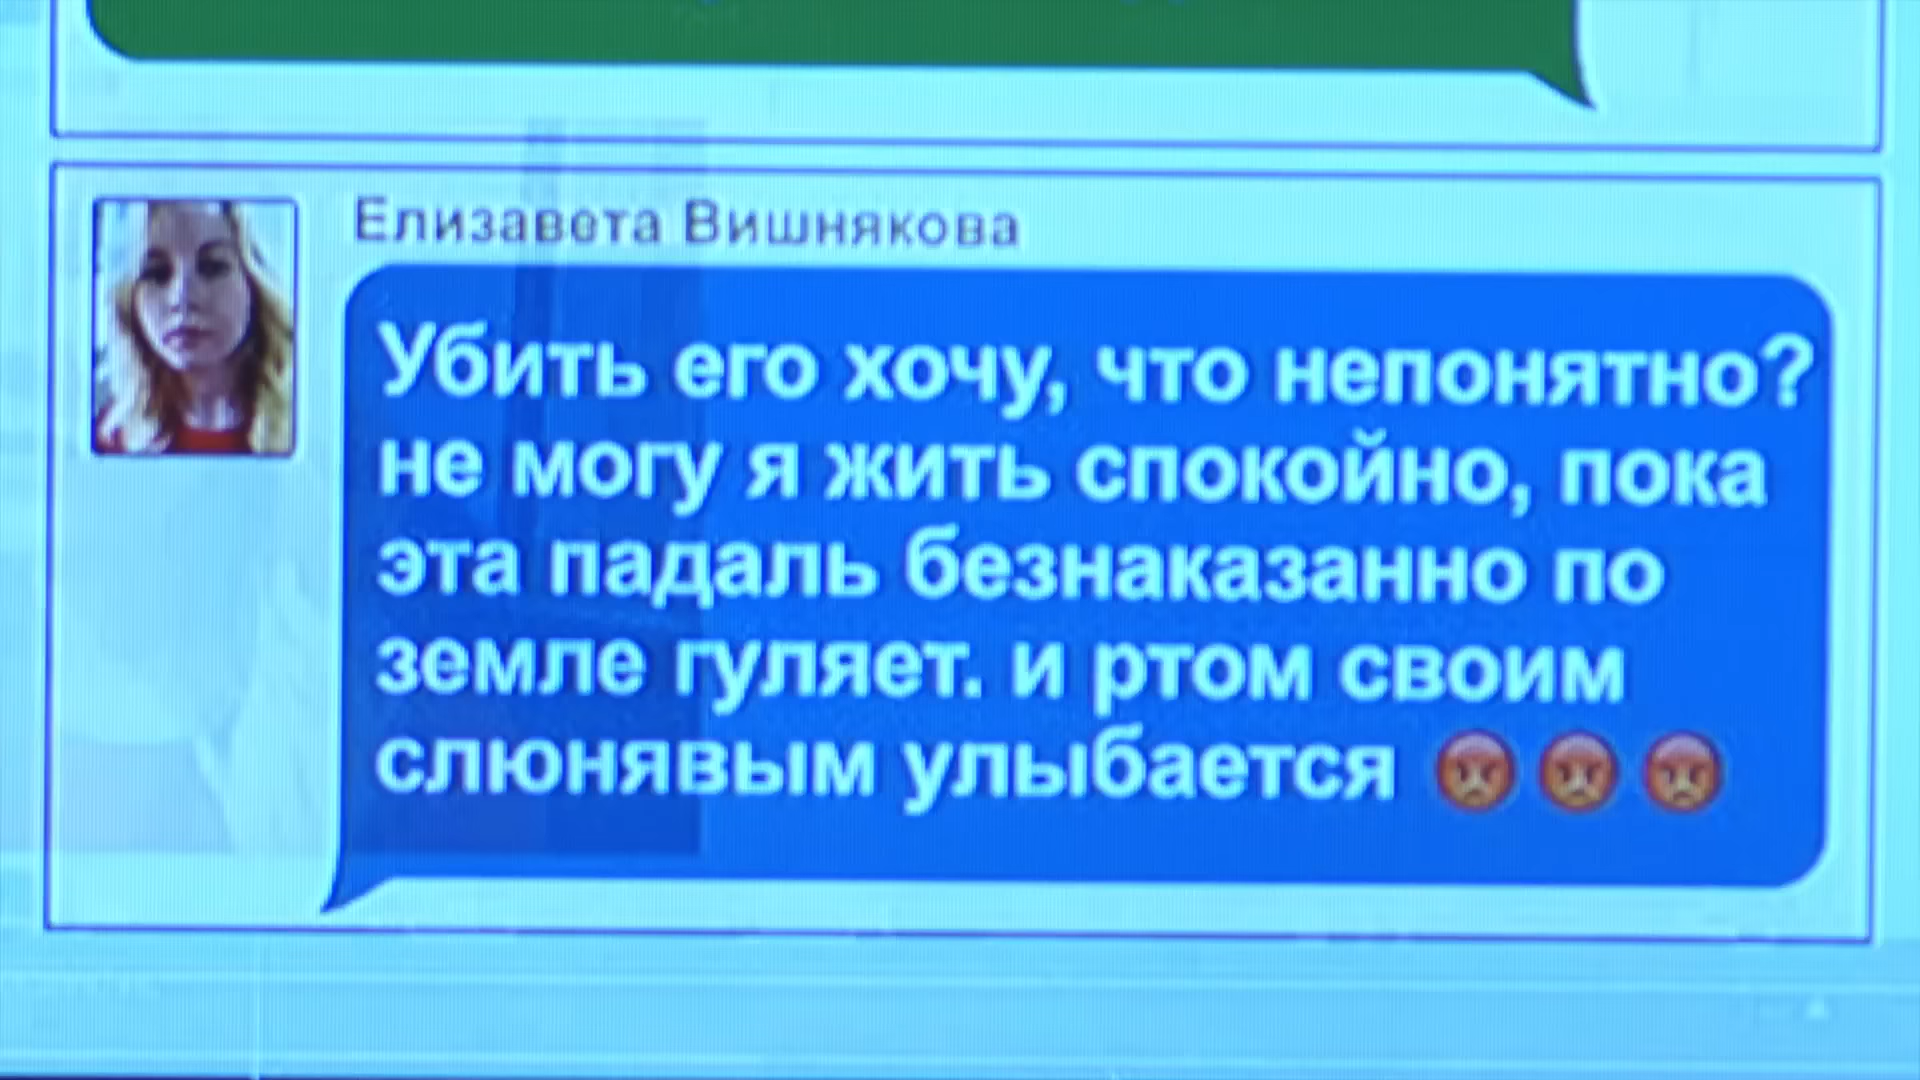 Елизавета Вишнякова
Убить его хочу, что непонятно?
не могу я жить спокойно, пока
эта падаль безнаказанно по
земле гуляет. и ртом своим
слюнявым улыбается 😡 😡 😡